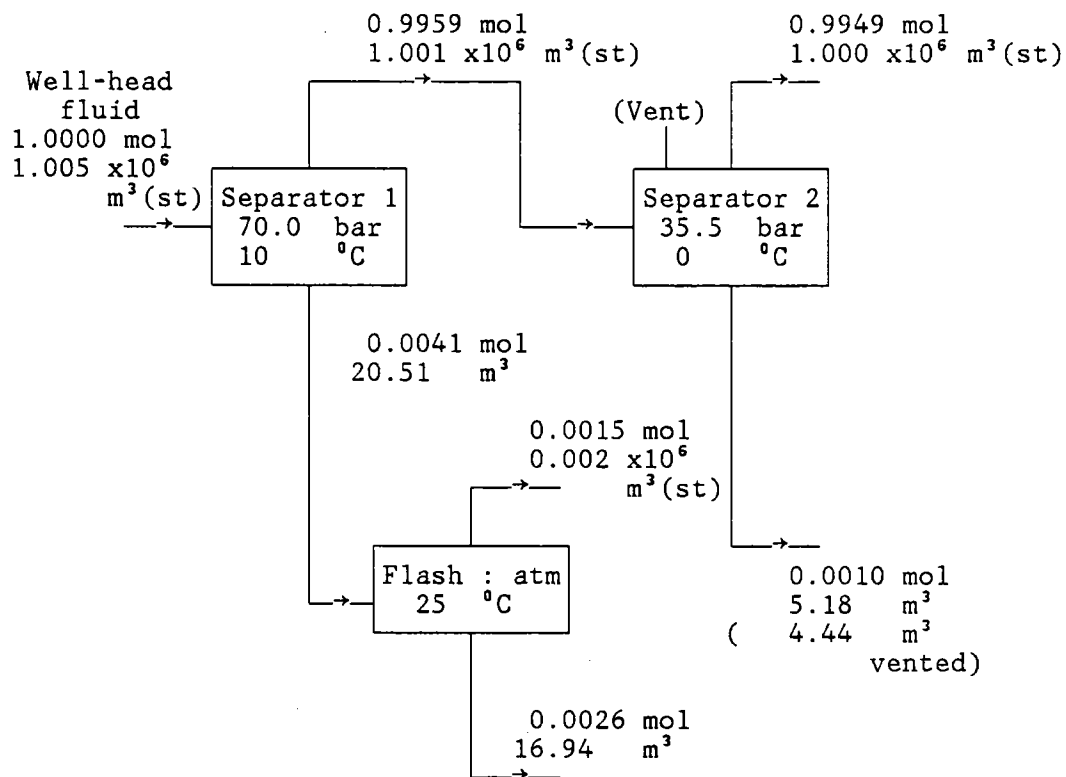 0.9959 mol
1.001 x10⁶ m³(st)
0.9949 mol
1.000 x10⁶ m³(st)
Well-head
fluid
1.0000 mol
1.005 x10⁶
m³(st)
(Vent)
Separator 1
70.0 bar
10 ⁰C
Separator 2
35.5 bar
0 ⁰C
0.0041 mol
20.51 m³
0.0015 mol
0.002 x10⁶
m³(st)
Flash : atm
25 ⁰C
0.0010 mol
5.18 m³
( 4.44 m³
vented)
0.0026 mol
16.94 m³